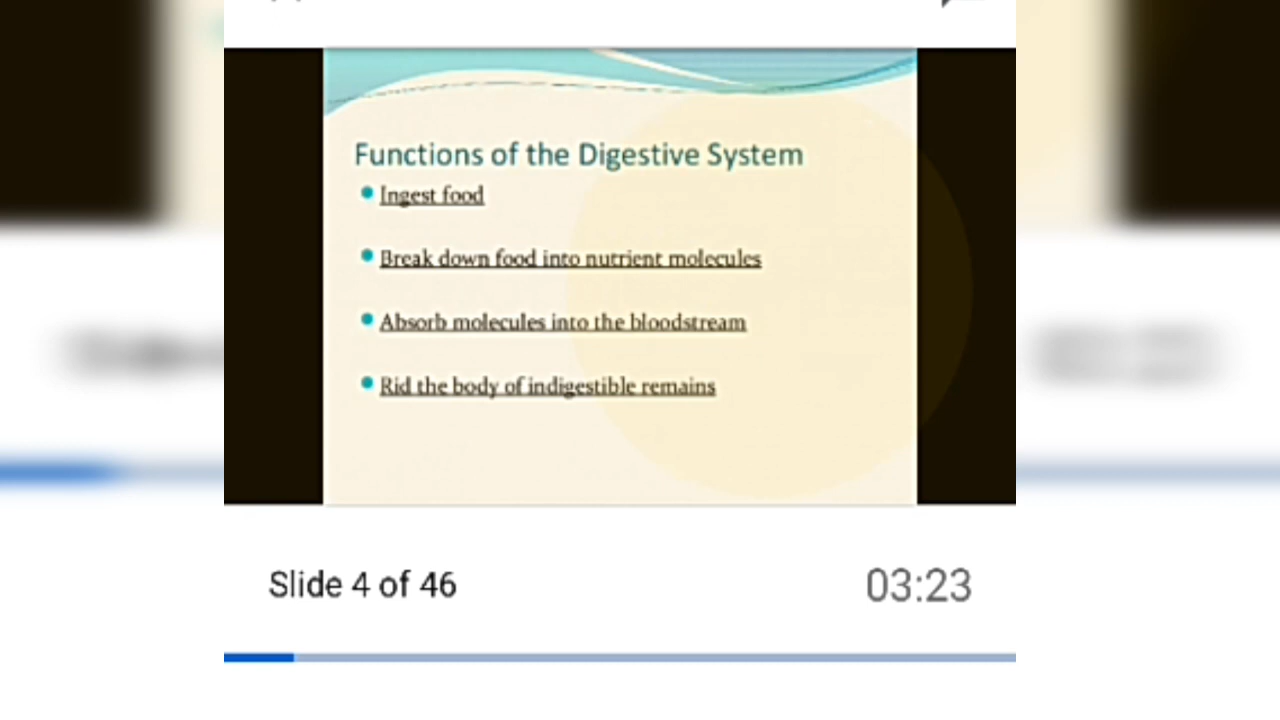 Functions of the Digestive System
Ingest food
Break down food into nutrient molecules
Absorb molecules into the bloodstream
Rid the body of indigestible remains
Slide 4 of 46
03:23